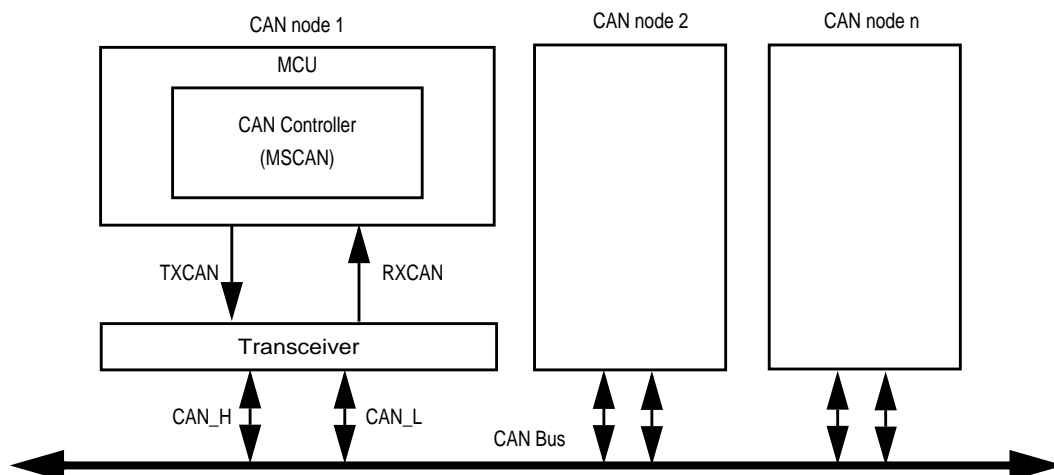 CAN node 1
CAN node 2
CAN node n
MCU
CAN Controller
(MSCAN)
TXCAN
RXCAN
Transceiver
CAN_H
CAN_L
CAN Bus